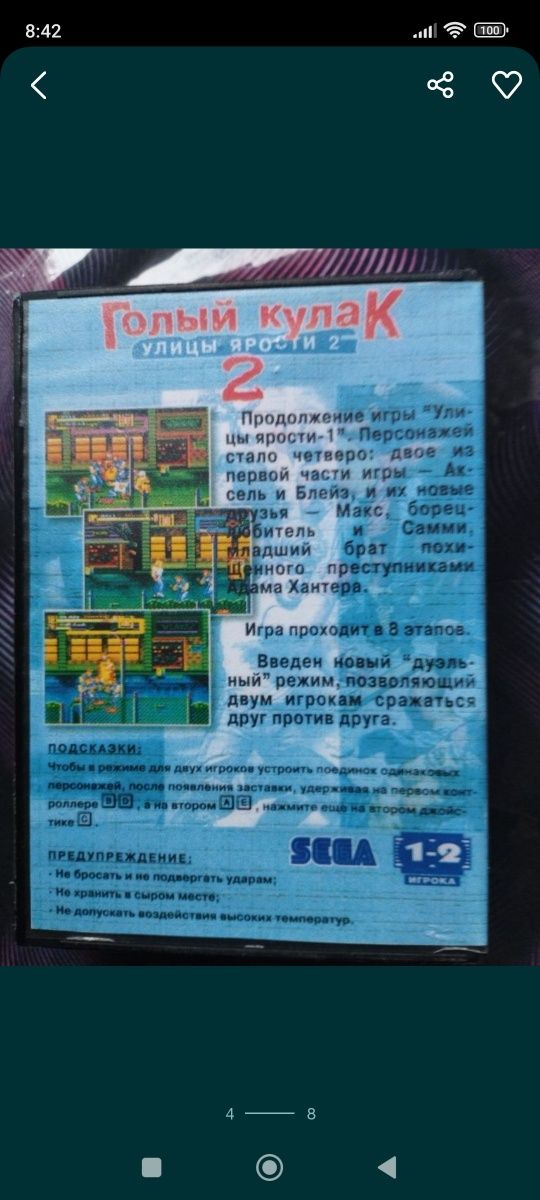 8:42
100
Голый кулак
УЛИЦЫ ЯРОСТИ 2
2
Продолжение игры "Ули-
цы ярости-1". Персонажей
стало четверо: двое из
первой части игры — Ак-
сель и Блейз, и их новые
друзья — Макс, борец-
любитель и Самми,
младший брат похи-
щенного преступниками
Адама Хантера.
Игра проходит в 8 этапов.
Введен новый "дуэль-
ный" режим, позволяющий
двум игрокам сражаться
друг против друга.
ПОДСКАЗКИ:
Чтобы в режиме для двух игроков устроить поединок одинаковых
персонажей, после появления заставки, удерживая на первом конт-
роллере , а на втором A , нажмите еще на втором джойс-
тике C .
SEGA
1-2
ИГРОКА
ПРЕДУПРЕЖДЕНИЕ:
- Не бросать и не подвергать ударам;
- Не хранить в сыром месте;
- Не допускать воздействия высоких температур.
4
8